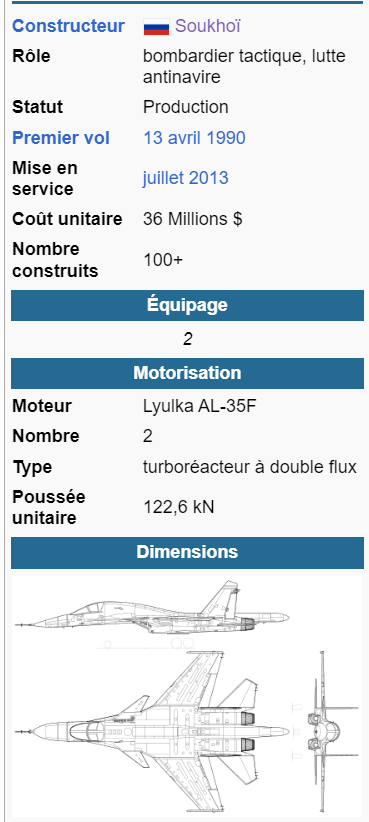 Constructeur Soukhoï
Rôle bombardier tactique, lutte
antinavire
Statut Production
Premier vol 13 avril 1990
Mise en
service juillet 2013
Coût unitaire 36 Millions $
Nombre
construits 100+
Équipage
2
Motorisation
Moteur Lyulka AL-35F
Nombre 2
Type turboréacteur à double flux
Poussée
unitaire 122,6 kN
Dimensions